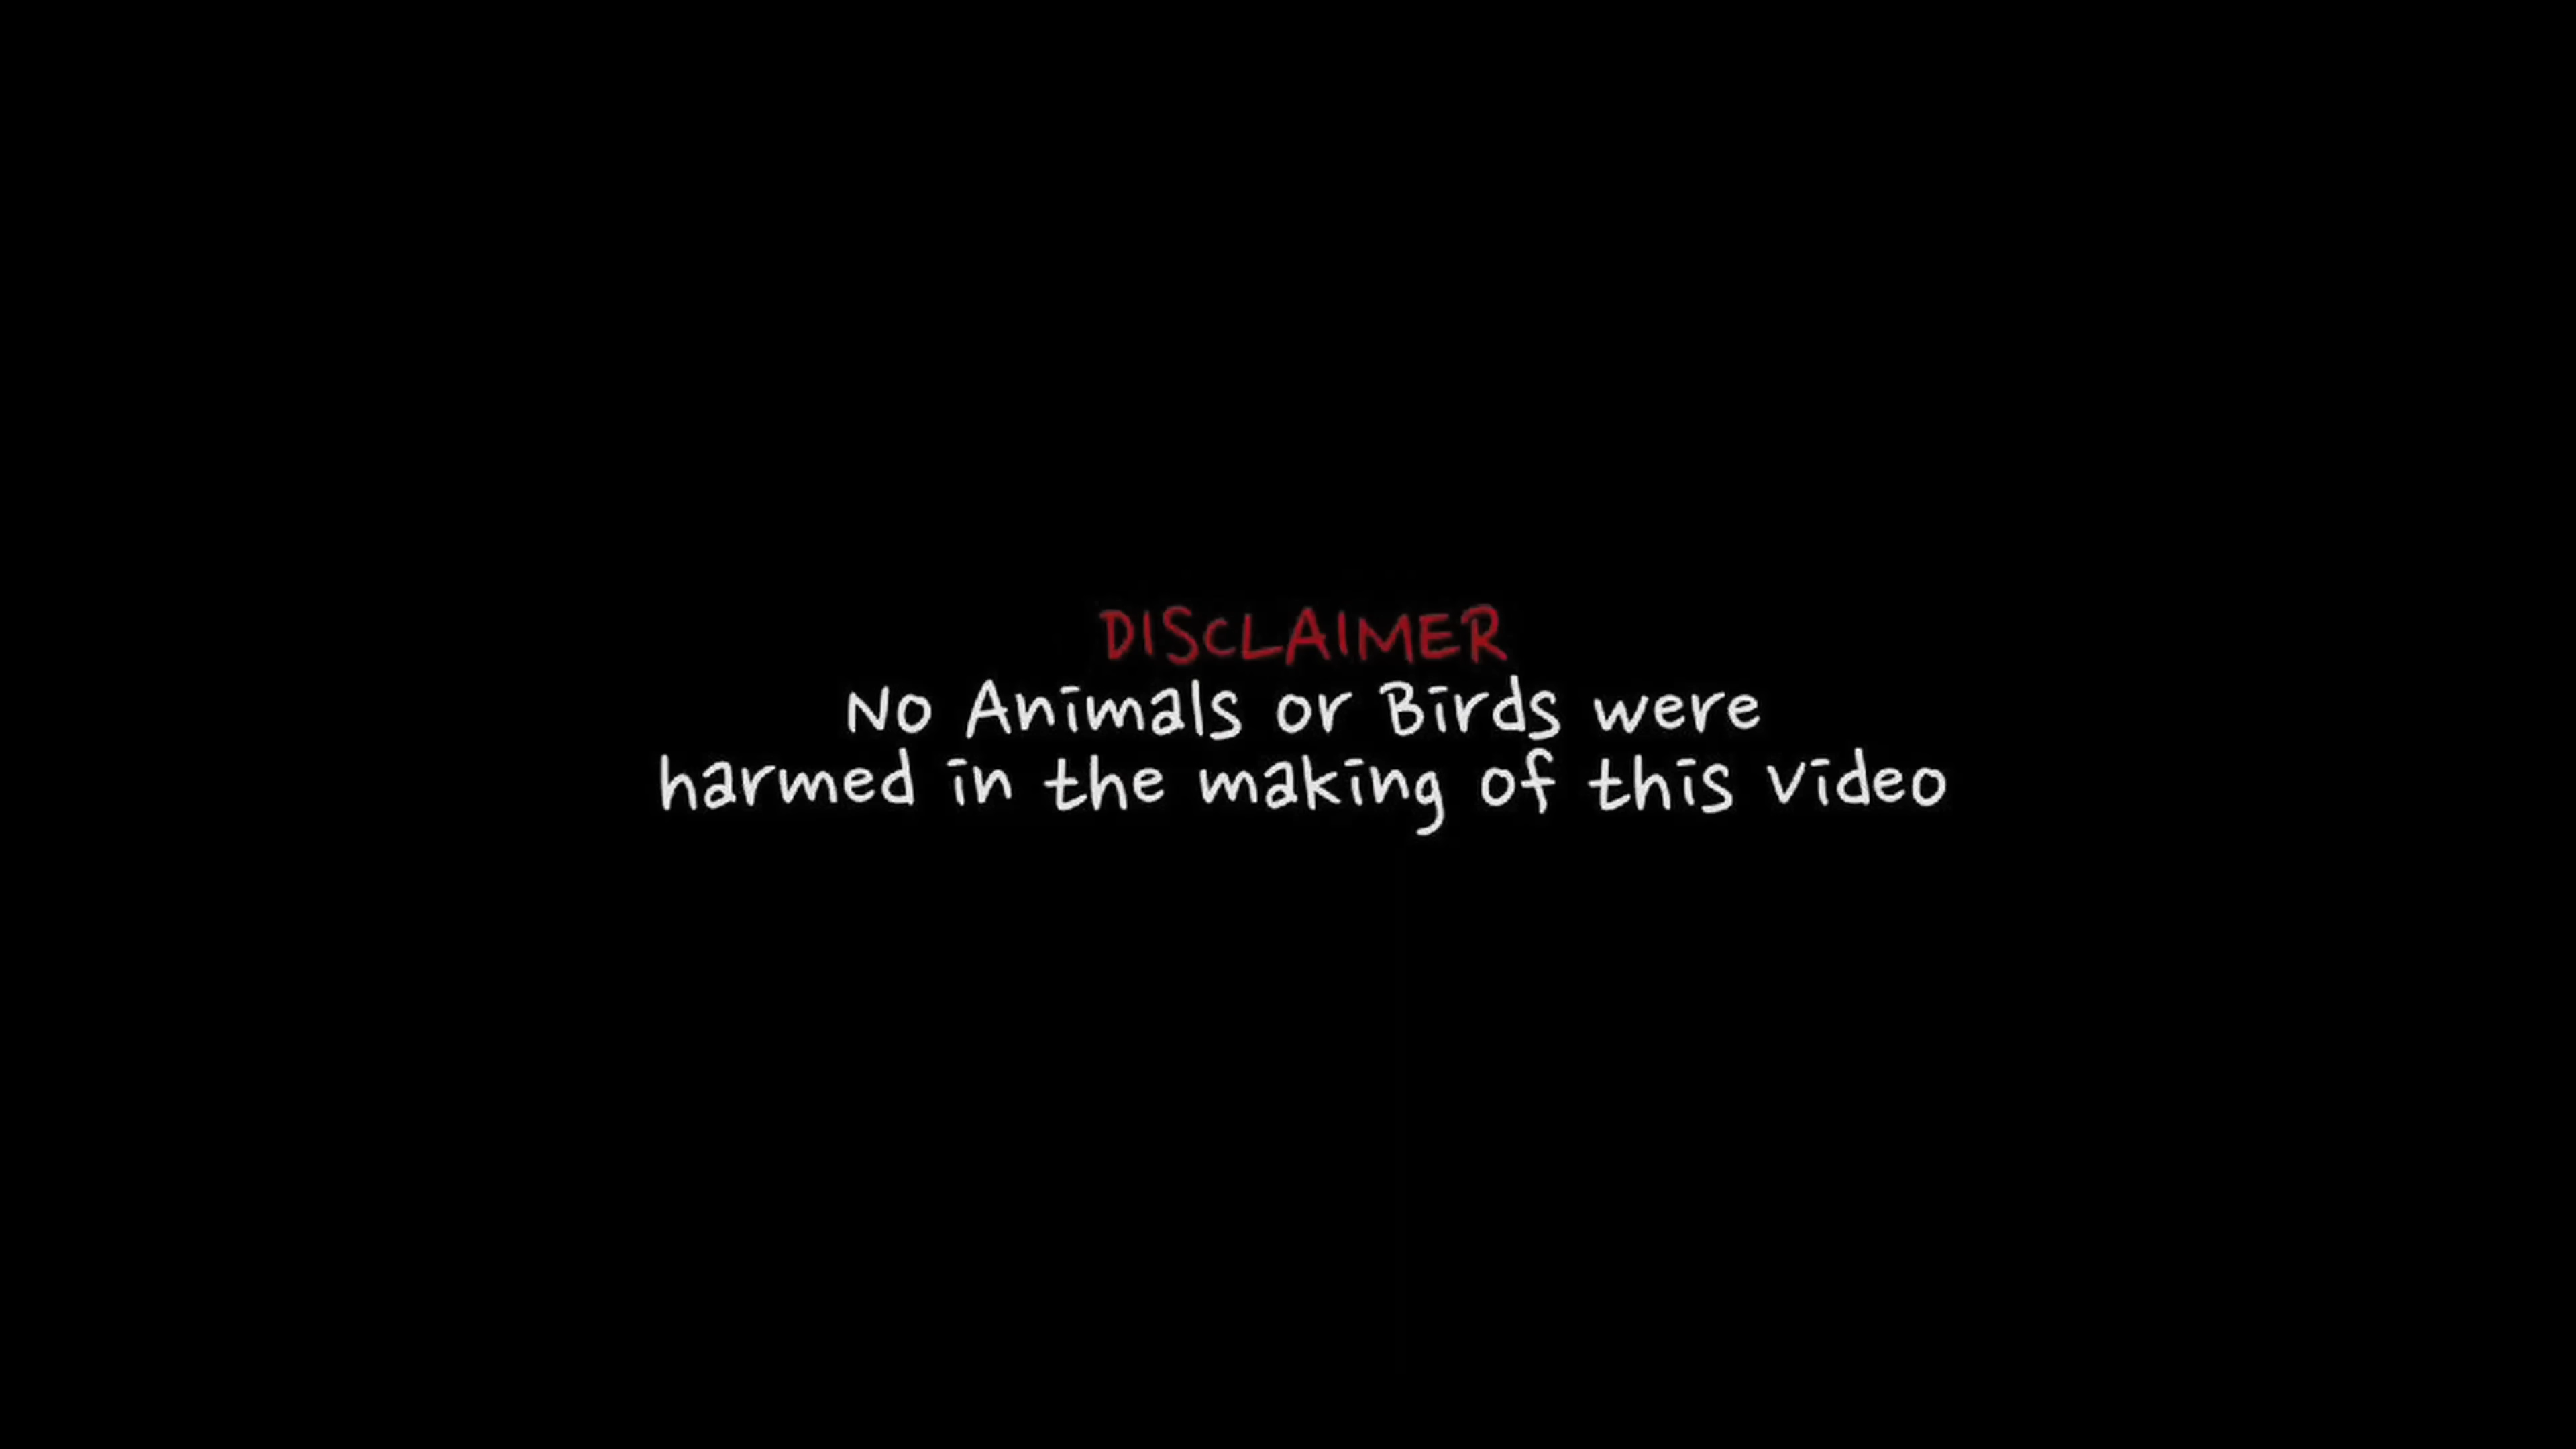 DISCLAIMER
No Animals or Birds were
harmed in the making of this video